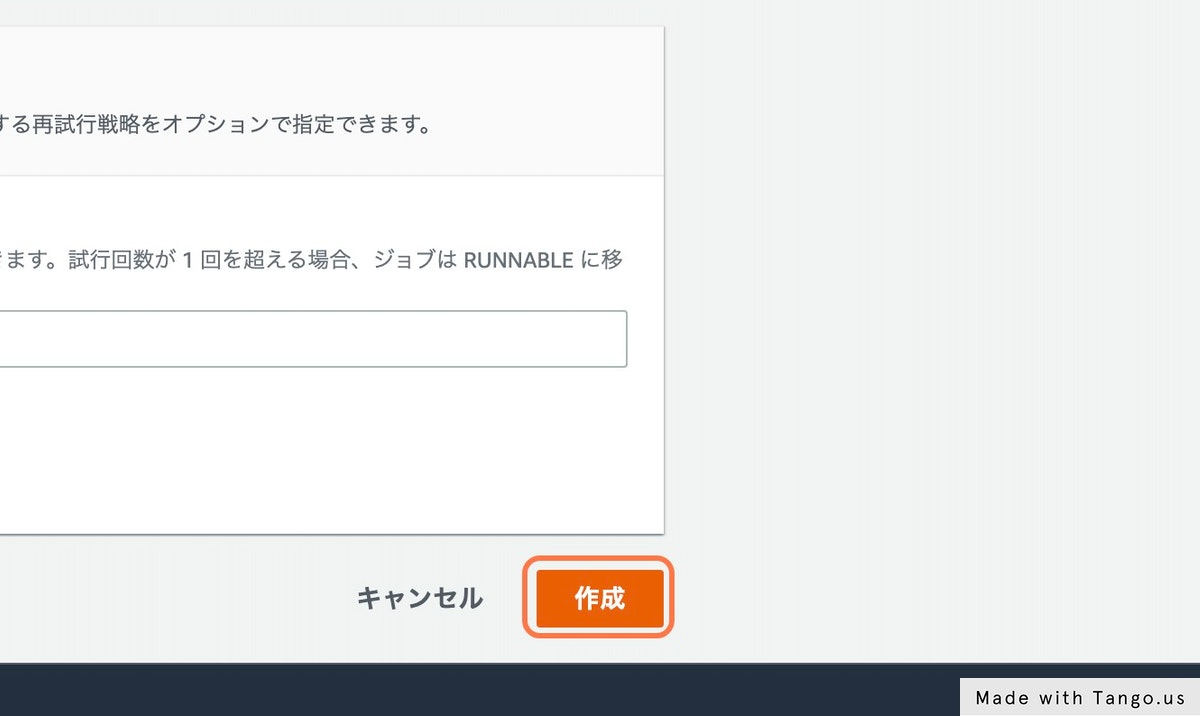 する再試行戦略をオプションで指定できます。
きます。試行回数が 1 回を超える場合、ジョブは RUNNABLE に移
キャンセル
作成
Made with Tango.us